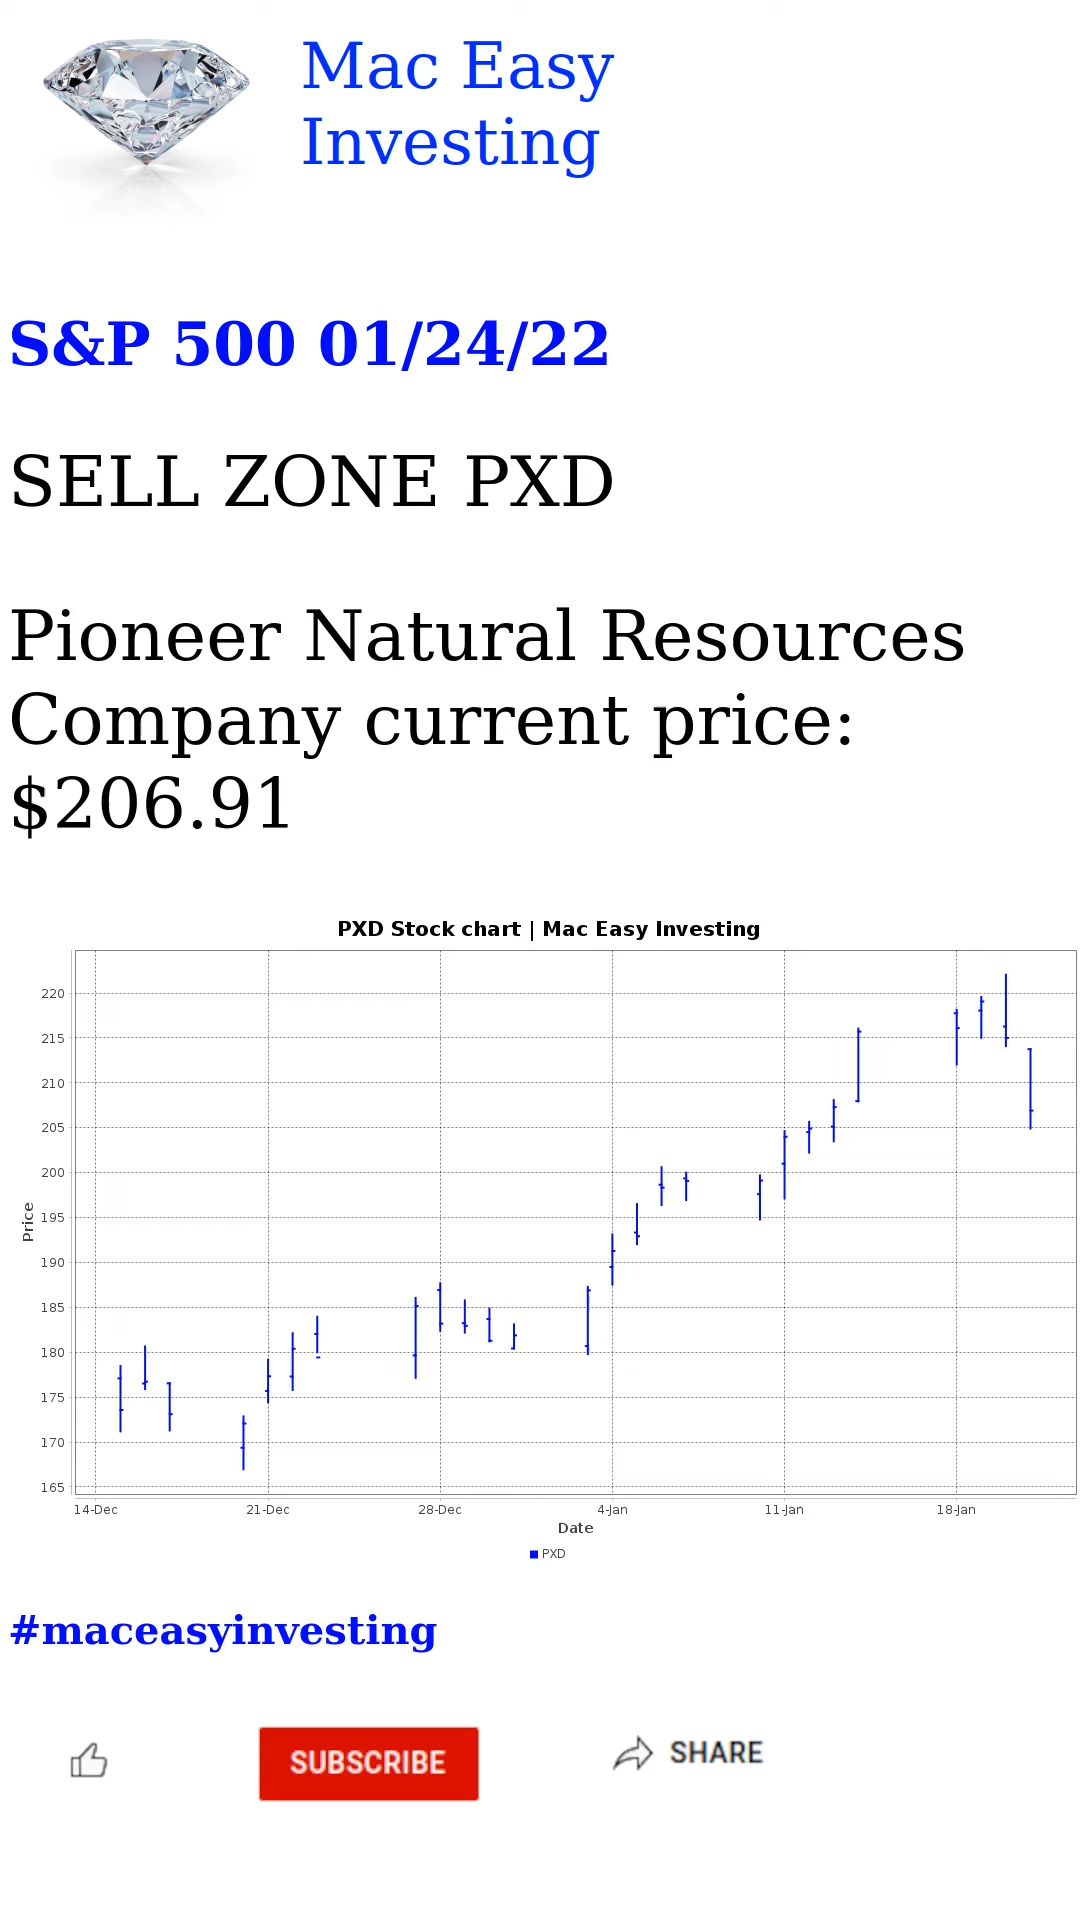 Mac Easy
Investing
S&P 500 01/24/22
SELL ZONE PXD
Pioneer Natural Resources
Company current price:
$206.91
PXD Stock chart | Mac Easy Investing
220
215
210
205
200
195
190
185
180
175
170
165
Price
14-Dec 21-Dec 28-Dec 4-Jan 11-Jan 18-Jan
Date
PXD
#maceasyinvesting
SUBSCRIBE SHARE